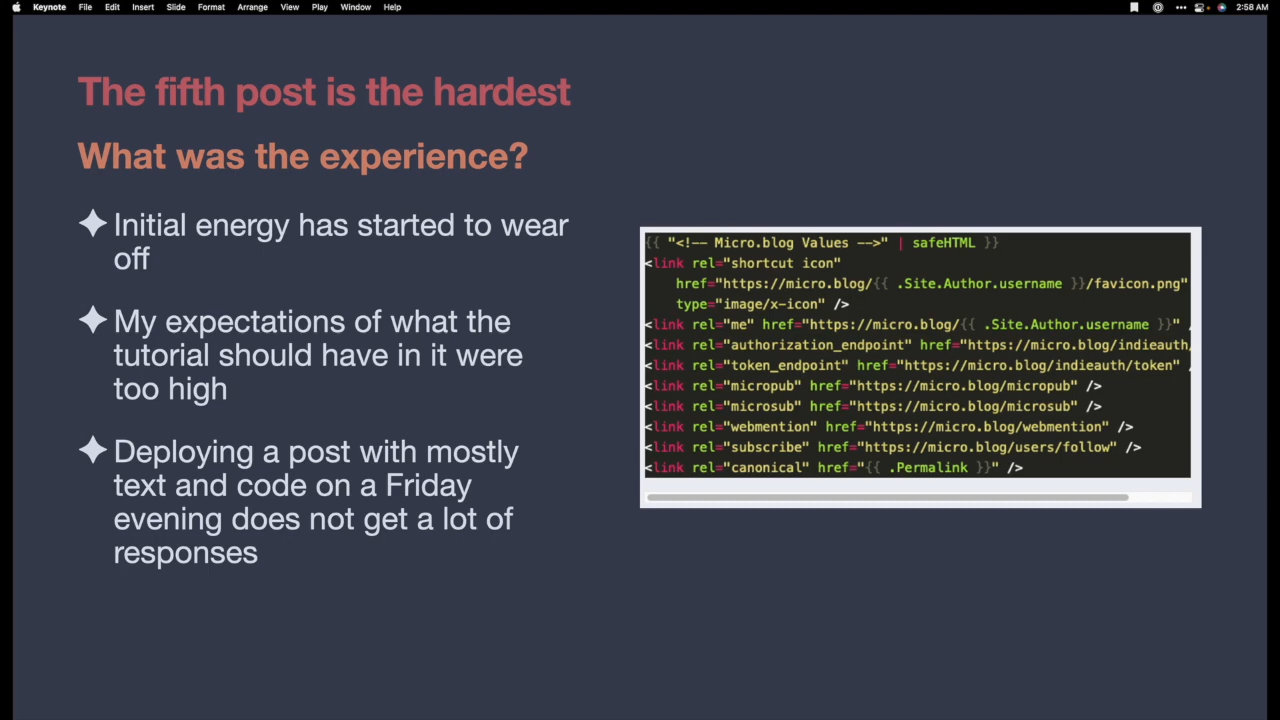 Keynote File Edit Insert Slide Format Arrange View Play Window Help 2:58 AM
The fifth post is the hardest
What was the experience?
Initial energy has started to wear
off
My expectations of what the
tutorial should have in it were
too high
Deploying a post with mostly
text and code on a Friday
evening does not get a lot of
responses
{{ "<!-- Micro.blog Values -->" | safeHTML }}
<link rel="shortcut icon"
href="https://micro.blog/{{ .Site.Author.username }}/favicon.png"
type="image/x-icon" />
<link rel="me" href="https://micro.blog/{{ .Site.Author.username }}" /
<link rel="authorization_endpoint" href="https://micro.blog/indieauth/
<link rel="token_endpoint" href="https://micro.blog/indieauth/token" /
<link rel="micropub" href="https://micro.blog/micropub" />
<link rel="microsub" href="https://micro.blog/microsub" />
<link rel="webmention" href="https://micro.blog/webmention" />
<link rel="subscribe" href="https://micro.blog/users/follow" />
<link rel="canonical" href="{{ .Permalink }}" />